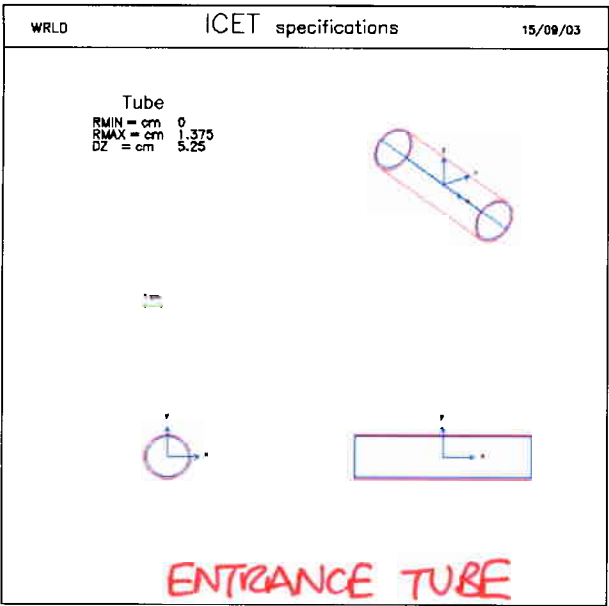 WRLD ICET specifications 15/09/03
Tube
RMIN = cm 0
RMAX = cm 1.375
DZ = cm 5.25
y
x
y
ENTRANCE TUBE